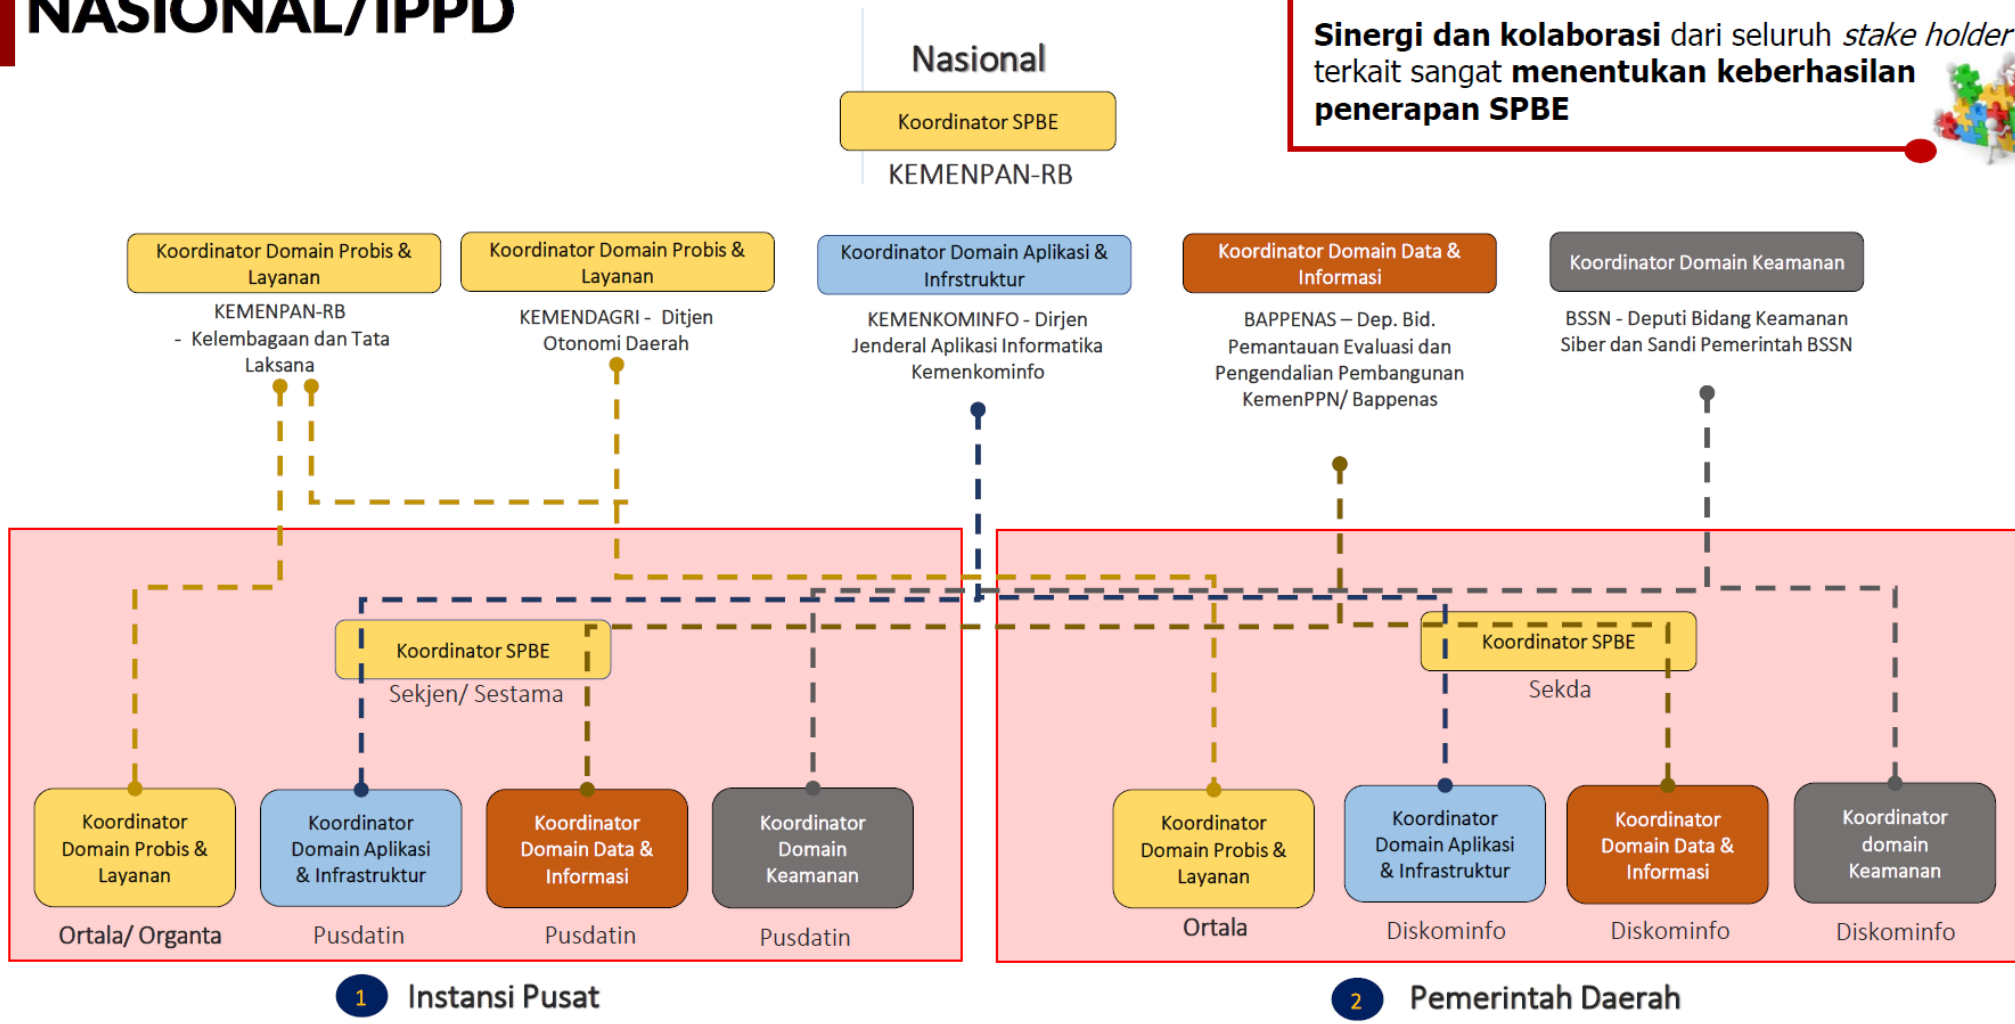 NASIONAL/IPPD
Sinergi dan kolaborasi dari seluruh stake holder
terkait sangat menentukan keberhasilan
penerapan SPBE
Nasional
Koordinator SPBE
KEMENPAN-RB
Koordinator Domain Probis &
Layanan
KEMENPAN-RB
- Kelembagaan dan Tata
Laksana
Koordinator Domain Probis &
Layanan
KEMENDAGRI - Ditjen
Otonomi Daerah
Koordinator Domain Aplikasi &
Infrstruktur
KEMENKOMINFO - Dirjen
Jenderal Aplikasi Informatika
Kemenkominfo
Koordinator Domain Data &
Informasi
BAPPENAS – Dep. Bid.
Pemantauan Evaluasi dan
Pengendalian Pembangunan
KemenPPN/ Bappenas
Koordinator Domain Keamanan
BSSN - Deputi Bidang Keamanan
Siber dan Sandi Pemerintah BSSN
Koordinator SPBE
Sekjen/ Sestama
Koordinator
Domain Probis &
Layanan
Ortala/ Organta
Koordinator
Domain Aplikasi
& Infrastruktur
Pusdatin
Koordinator
Domain Data &
Informasi
Pusdatin
Koordinator
Domain
Keamanan
Pusdatin
1 Instansi Pusat
Koordinator SPBE
Sekda
Koordinator
Domain Probis &
Layanan
Ortala
Koordinator
Domain Aplikasi
& Infrastruktur
Diskominfo
Koordinator
Domain Data &
Informasi
Diskominfo
Koordinator
domain
Keamanan
Diskominfo
2 Pemerintah Daerah